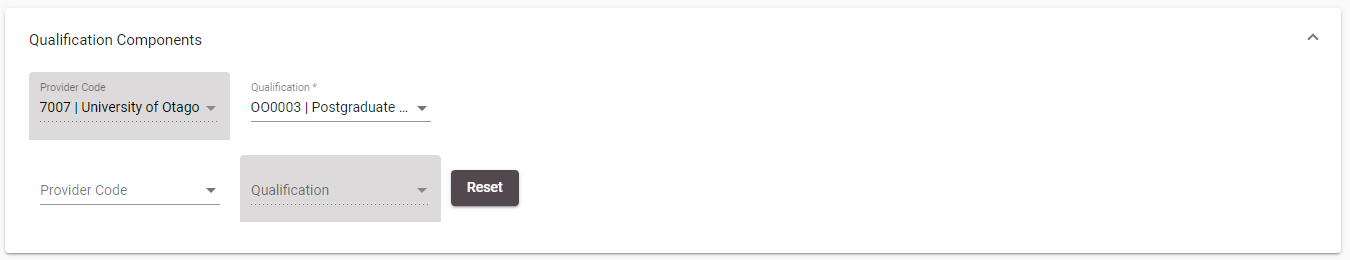 Qualification Components
Provider Code
Qualification *
7007 | University of Otago
OO0003 | Postgraduate ...
Provider Code
Qualification
Reset